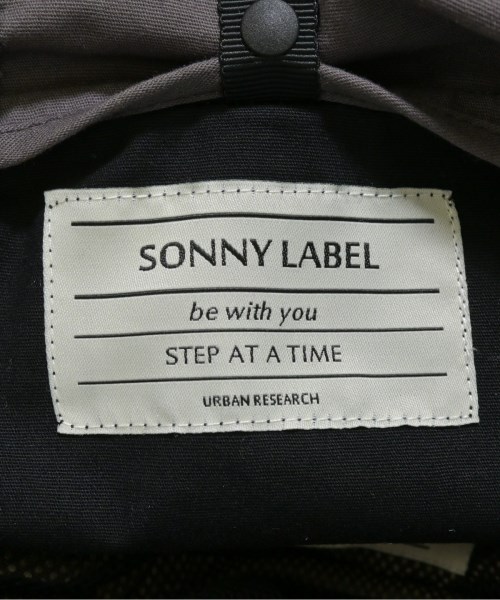 SONNY LABEL
be with you
STEP AT A TIME
URBAN RESEARCH